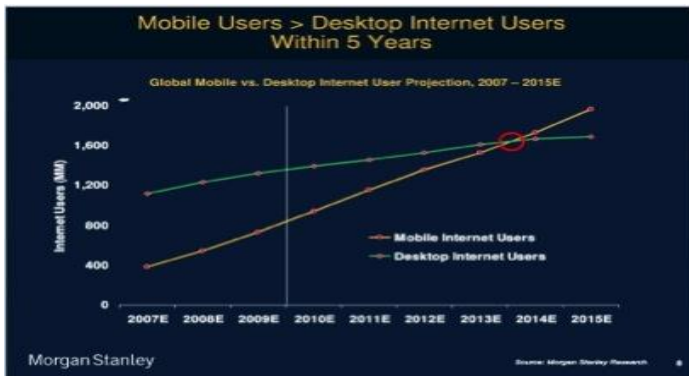 Mobile Users > Desktop Internet Users
Within 5 Years
Global Mobile vs. Desktop Internet User Projection, 2007 – 2015E
2,000
1,600
1,200
800
400
0
Internet Users (MM)
Mobile Internet Users
Desktop Internet Users
2007E 2008E 2009E 2010E 2011E 2012E 2013E 2014E 2015E
Morgan Stanley
Source: Morgan Stanley Research
8